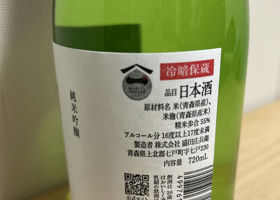 冷暗保蔵
品目 日本酒
原材料名 米(青森県産)、
米麹(青森県産米)
精米歩合 55%
アルコール分 16度以上17度未満
製造者 株式会社 盛田庄兵衛
青森県上北郡七戸町字七戸230
内容量 720mL
純米吟醸